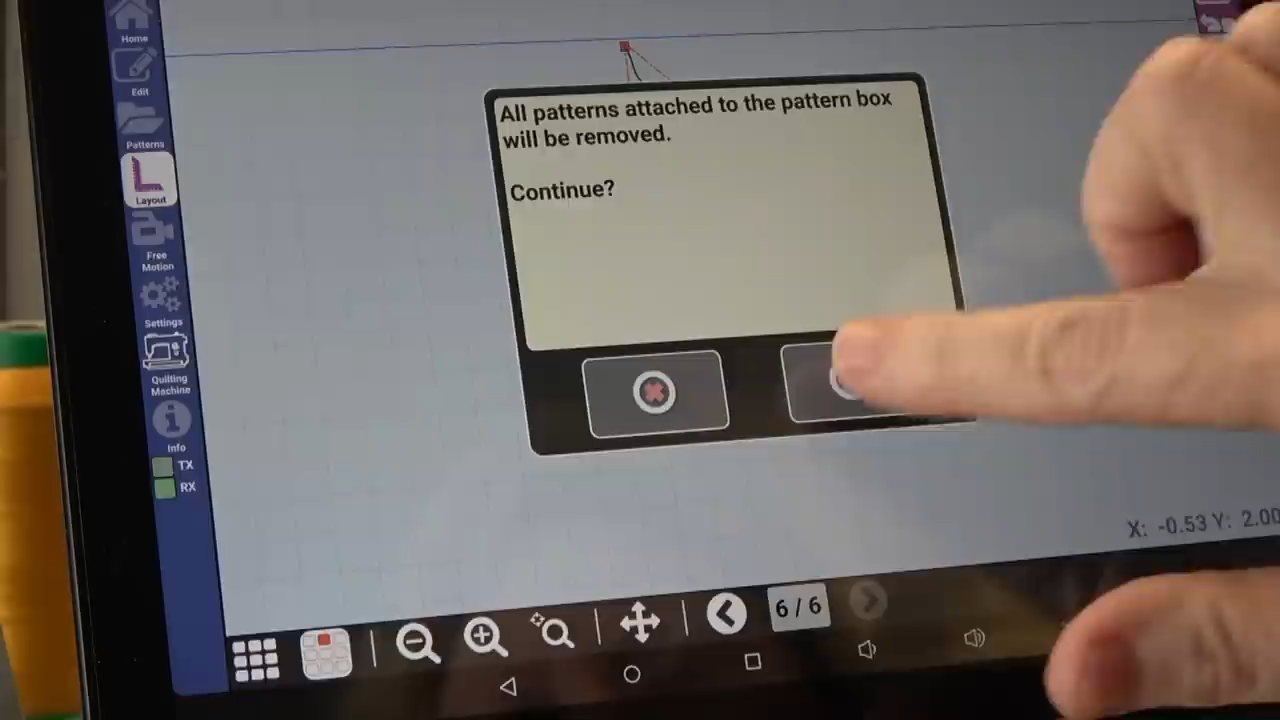 Home
Edit
Patterns
Layout
Free
Motion
Settings
Quilting
Machine
Info
TX
RX
All patterns attached to the pattern box
will be removed.
Continue?
X: -0.53 Y: 2.00
6 / 6